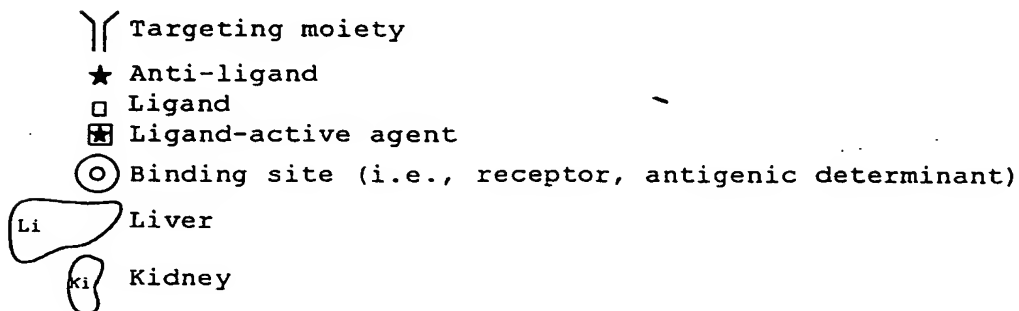 Targeting moiety
Anti-ligand
Ligand
Ligand-active agent
Binding site (i.e., receptor, antigenic determinant)
Li Liver
Ki Kidney